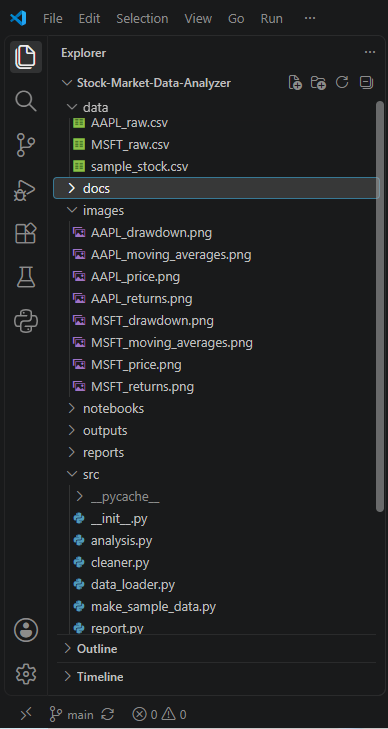 File Edit Selection View Go Run ···
Explorer ···
Stock-Market-Data-Analyzer
data
AAPL_raw.csv
MSFT_raw.csv
sample_stock.csv
docs
images
AAPL_drawdown.png
AAPL_moving_averages.png
AAPL_price.png
AAPL_returns.png
MSFT_drawdown.png
MSFT_moving_averages.png
MSFT_price.png
MSFT_returns.png
notebooks
outputs
reports
src
__pycache__
__init__.py
analysis.py
cleaner.py
data_loader.py
make_sample_data.py
report.py
Outline
Timeline
main 0 0